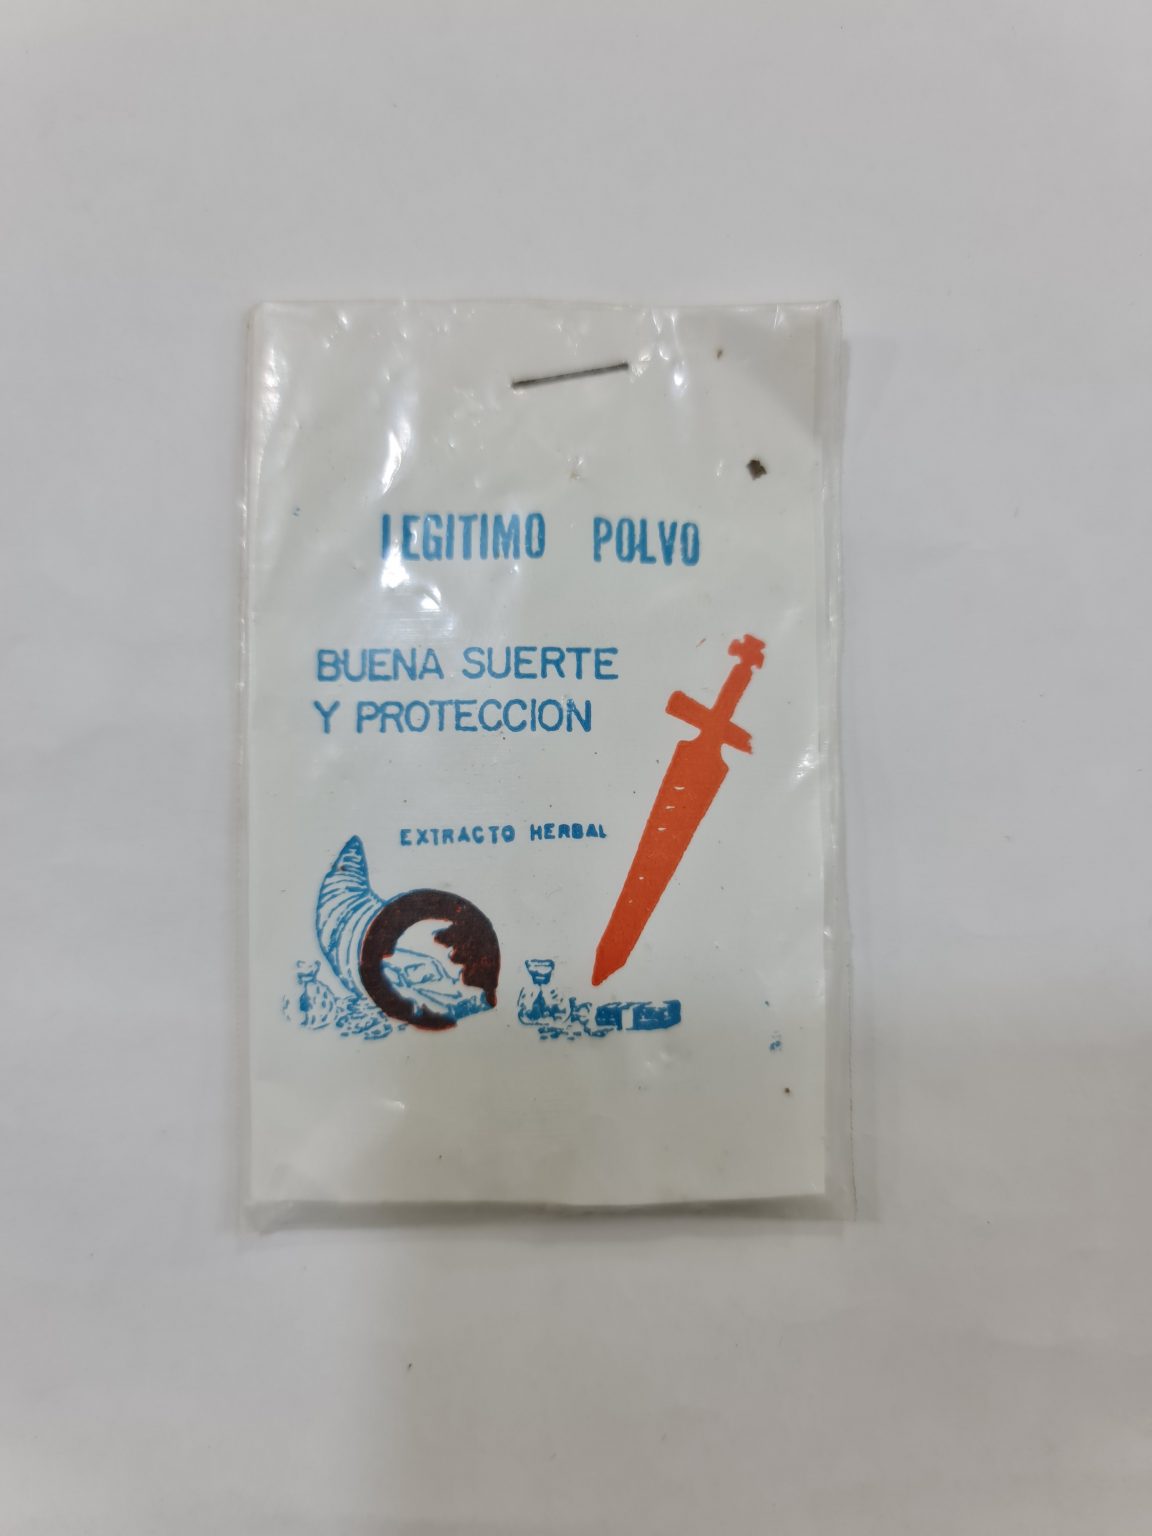 LEGITIMO POLVO
BUENA SUERTE
Y PROTECCION
EXTRACTO HERBAL